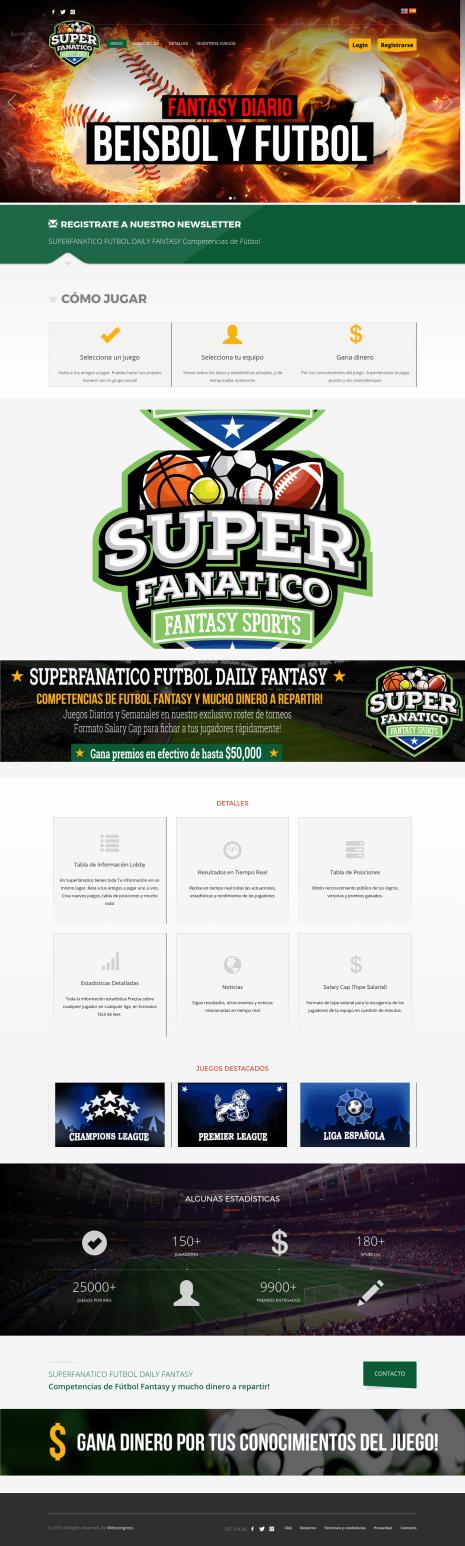 SUPER
FANATICO
FANTASY SPORTS
INICIO
DETALLES
NUESTROS JUEGOS
Login
Registrarse
FANTASY DIARIO
BEISBOL Y FUTBOL
REGISTRATE A NUESTRO NEWSLETTER
SUPERFANATICO FUTBOL DAILY FANTASY Competencias de Fútbol
CÓMO JUGAR
Selecciona un juego
Invita a tus amigos a jugar. Puedes hacer tus propios
torneos con tu grupo social!
Selecciona tu equipo
Tienes todos los datos y estadísticas actuales, y de
temporadas anteriores
Gana dinero
Por tus conocimientos del juego. Superfanatico te paga
pronto y sin contratiempos
SUPER
FANATICO
FANTASY SPORTS
SUPERFANATICO FUTBOL DAILY FANTASY
COMPETENCIAS DE FUTBOL FANTASY Y MUCHO DINERO A REPARTIR!
Juegos Diarios y Semanales en nuestro exclusivo roster de torneos
Formato Salary Cap para fichar a tus jugadores rápidamente!
Gana premios en efectivo de hasta $50,000
SUPER
FANATICO
FANTASY SPORTS
DETALLES
Tabla de Información Lobby
En Superfanatico tienes toda Tu información en un
mismo lugar. Reta a tus amigos a jugar uno a uno,
Crea nuevos juegos, tabla de posiciones y mucho
más!
Resultados en Tiempo Real
Recibe en tiempo real todas las actuaciones,
estadísticas y rendimiento de los jugadores
Tabla de Posiciones
Obtén reconocimiento público de tus logros,
victorias y premios ganados.
Estadísticas Detalladas
Toda la información estadística Precisa sobre
cualquier jugador en cualquier liga, en formatos
fácil de leer.
Noticias
Sigue resultados, otros eventos y noticias
relacionadas en tiempo real
Salary Cap (Tope Salarial)
Formato de tope salarial para la escogencia de los
jugadores de tu equipo en cuestión de minutos.
JUEGOS DESTACADOS
CHAMPIONS LEAGUE
PREMIER LEAGUE
LIGA ESPAÑOLA
ALGUNAS ESTADÍSTICAS
150+
JUGADORES
180+
APUESTAS
25000+
JUEGOS POR MES
9900+
PREMIOS ENTREGADOS
SUPERFANATICO FUTBOL DAILY FANTASY
Competencias de Fútbol Fantasy y mucho dinero a repartir!
CONTACTO
GANA DINERO POR TUS CONOCIMIENTOS DEL JUEGO!
© 2015 All rights reserved. By Webcongress.
GET SOCIAL
FAQ
Nosotros
Términos y condiciones
Privacidad
Contacto